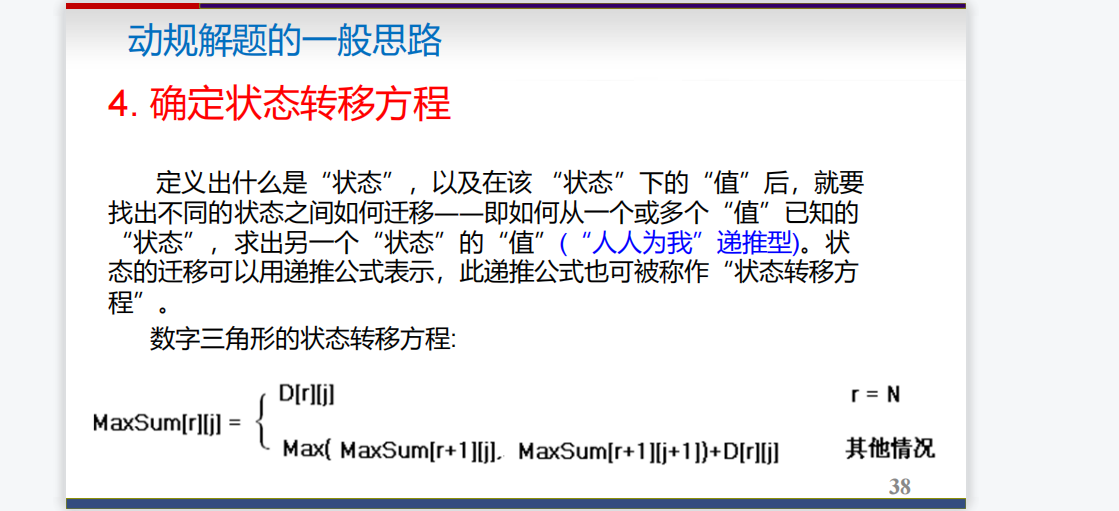 动规解题的一般思路
4. 确定状态转移方程
定义出什么是“状态”，以及在该 “状态”下的“值”后，就要
找出不同的状态之间如何迁移——即如何从一个或多个“值”已知的
“状态”，求出另一个“状态”的“值”(“人人为我”递推型)。状
态的迁移可以用递推公式表示，此递推公式也可被称作“状态转移方
程”。
数字三角形的状态转移方程:
D[r][j] r = N
MaxSum[r][j] =
Max( MaxSum[r+1][j]. MaxSum[r+1][j+1])+D[r][j] 其他情况
38